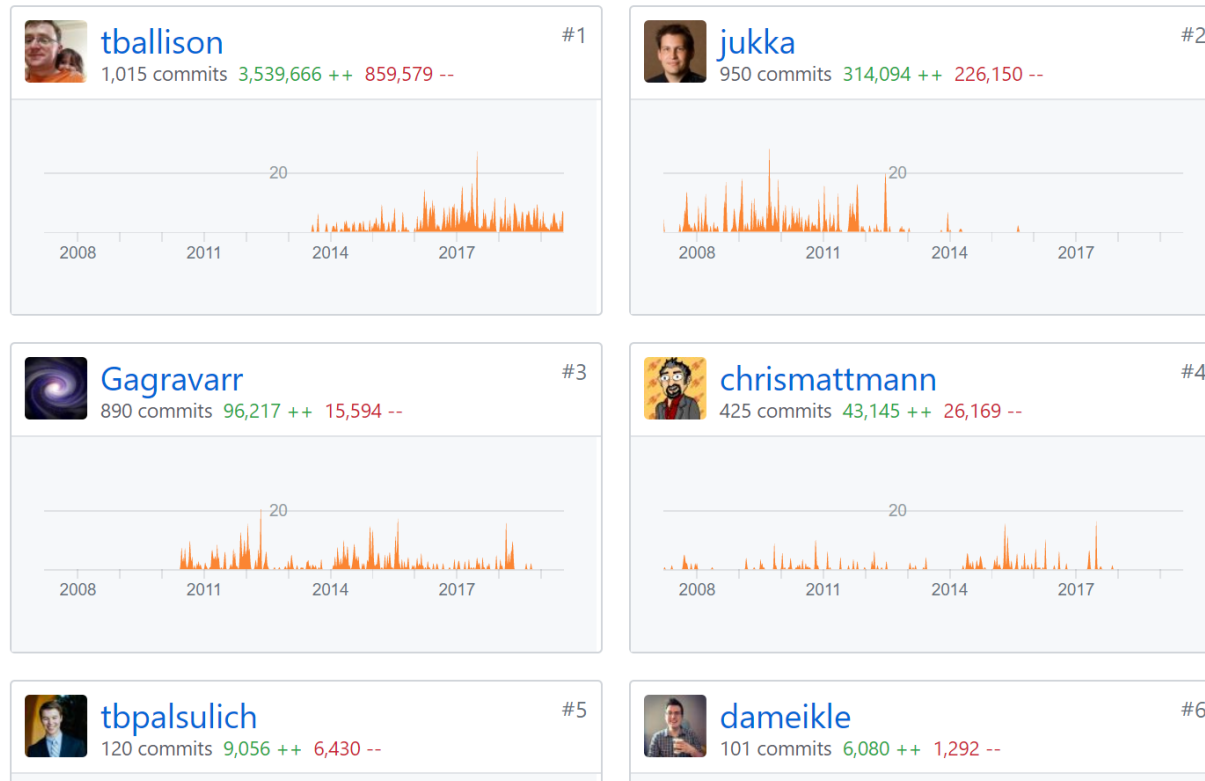 tballison #1
1,015 commits 3,539,666 ++ 859,579 --
20
2008 2011 2014 2017
jukka #2
950 commits 314,094 ++ 226,150 --
20
2008 2011 2014 2017
Gagravarr #3
890 commits 96,217 ++ 15,594 --
20
2008 2011 2014 2017
chrismattmann #4
425 commits 43,145 ++ 26,169 --
20
2008 2011 2014 2017
tbpalsulich #5
120 commits 9,056 ++ 6,430 --
dameikle #6
101 commits 6,080 ++ 1,292 --